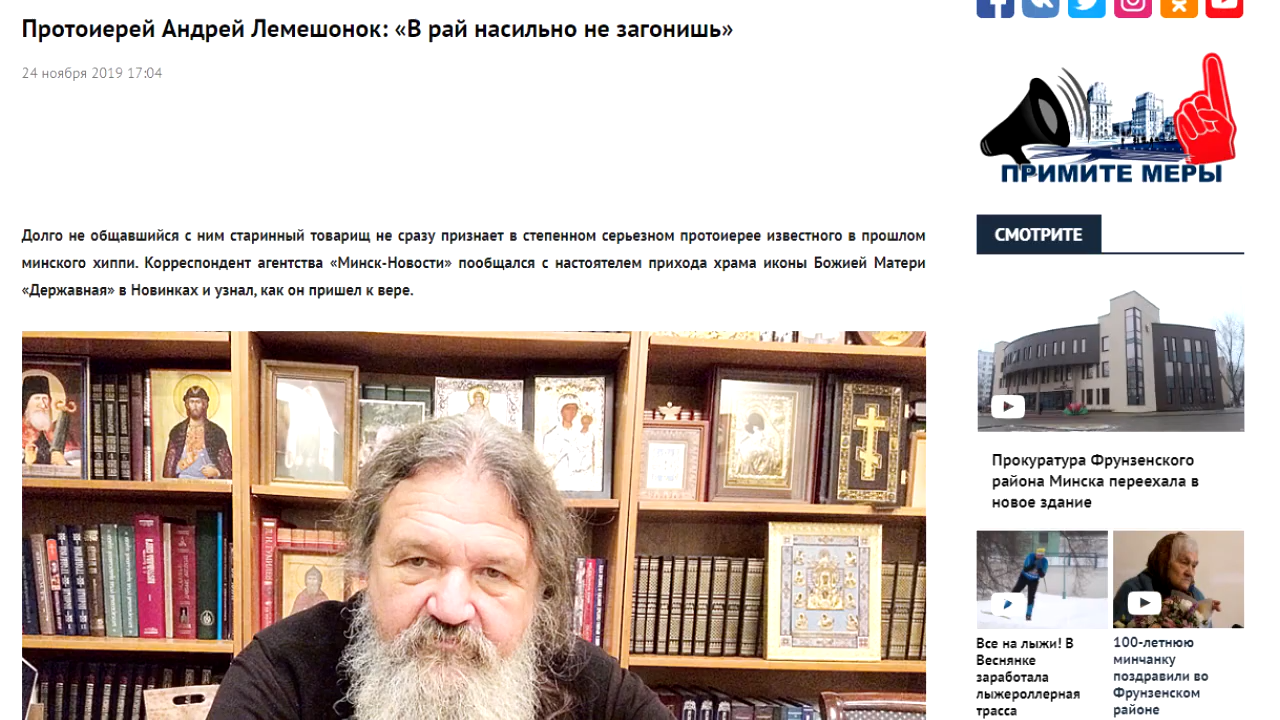 Протоиерей Андрей Лемешонок: «В рай насильно не загонишь»
24 ноября 2019 17:04
Долго не общавшийся с ним старинный товарищ не сразу признает в степенном серьезном протоиерее известного в прошлом
минского хиппи. Корреспондент агентства «Минск-Новости» пообщался с настоятелем прихода храма иконы Божией Матери
«Державная» в Новинках и узнал, как он пришел к вере.
ПРИМИТЕ МЕРЫ
СМОТРИТЕ
Прокуратура Фрунзенского
района Минска переехала в
новое здание
Все на лыжи! В
Веснянке
заработала
лыжероллерная
трасса
100-летнюю
минчанку
поздравили во
Фрунзенском
районе